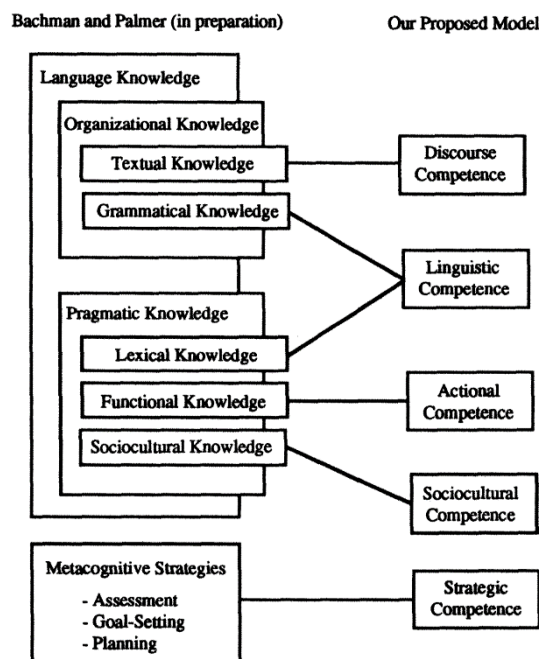 Bachman and Palmer (in preparation)
Our Proposed Model
Language Knowledge
Organizational Knowledge
Textual Knowledge
Discourse
Competence
Grammatical Knowledge
Linguistic
Competence
Pragmatic Knowledge
Lexical Knowledge
Functional Knowledge
Actional
Competence
Sociocultural Knowledge
Sociocultural
Competence
Metacognitive Strategies
- Assessment
- Goal-Setting
- Planning
Strategic
Competence